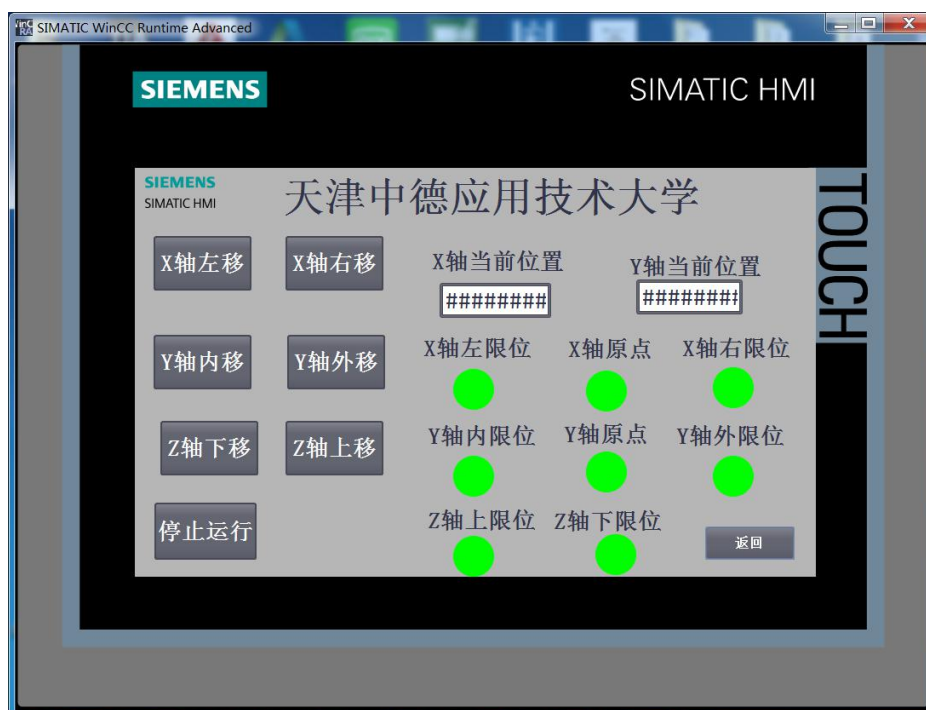 SIMATIC WinCC Runtime Advanced
SIEMENS
SIMATIC HMI
TOUCH
SIEMENS
SIMATIC HMI
天津中德应用技术大学
X轴左移
X轴右移
X轴当前位置
Y轴当前位置
########
########
Y轴内移
Y轴外移
X轴左限位
X轴原点
X轴右限位
Z轴下移
Z轴上移
Y轴内限位
Y轴原点
Y轴外限位
停止运行
Z轴上限位
Z轴下限位
返回